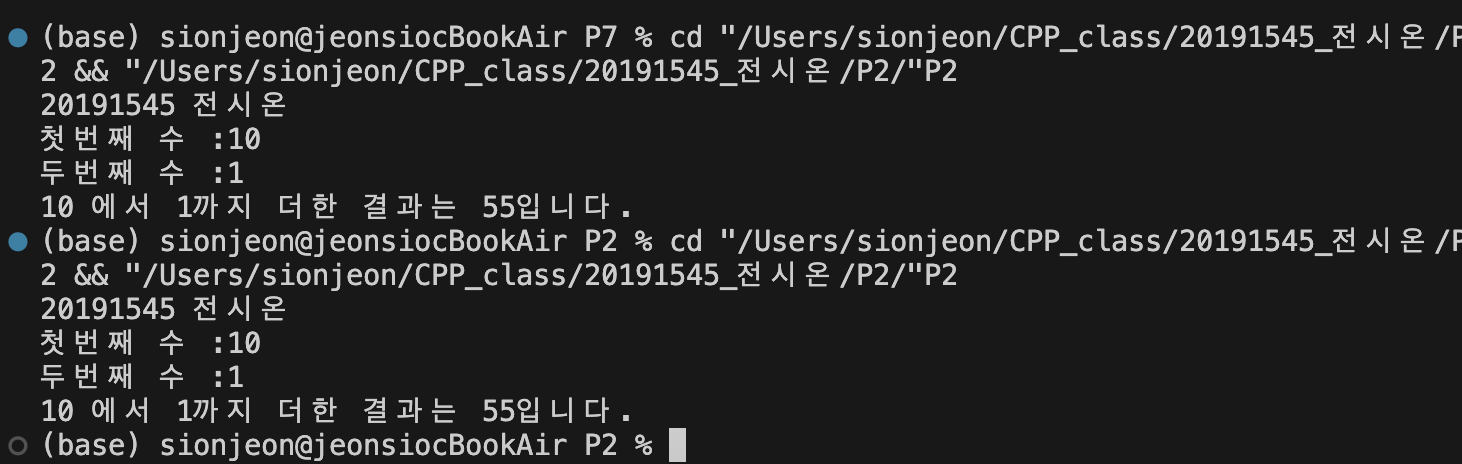 (base) sionjeon@jeonsiocBookAir P7 % cd "/Users/sionjeon/CPP_class/20191545_전시온/P
2 && "/Users/sionjeon/CPP_class/20191545_전시온/P2/"P2
20191545 전시온
첫번째 수 :10
두번째 수 :1
10 에서 1까지 더한 결과는 55입니다.
(base) sionjeon@jeonsiocBookAir P2 % cd "/Users/sionjeon/CPP_class/20191545_전시온/P
2 && "/Users/sionjeon/CPP_class/20191545_전시온/P2/"P2
20191545 전시온
첫번째 수 :10
두번째 수 :1
10 에서 1까지 더한 결과는 55입니다.
(base) sionjeon@jeonsiocBookAir P2 %